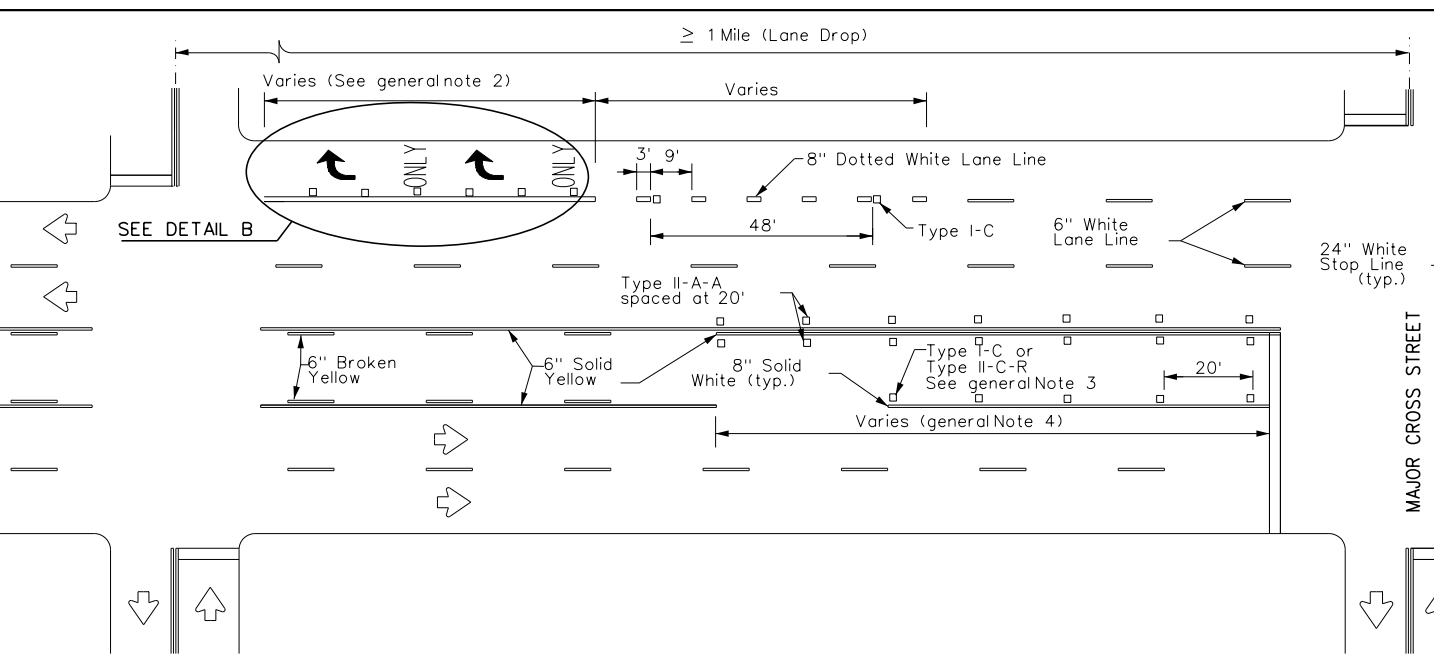 ≥ 1 Mile (Lane Drop)
Varies (See general note 2)
Varies
ONLY
ONLY
3'
9'
8" Dotted White Lane Line
SEE DETAIL B
48'
Type I-C
6" White
Lane Line
24" White
Stop Line
(typ.)
Type II-A-A
spaced at 20'
6" Broken
Yellow
6" Solid
Yellow
8" Solid
White (typ.)
Type I-C or
Type II-C-R
See general Note 3
20'
Varies (general Note 4)
MAJOR CROSS STREET